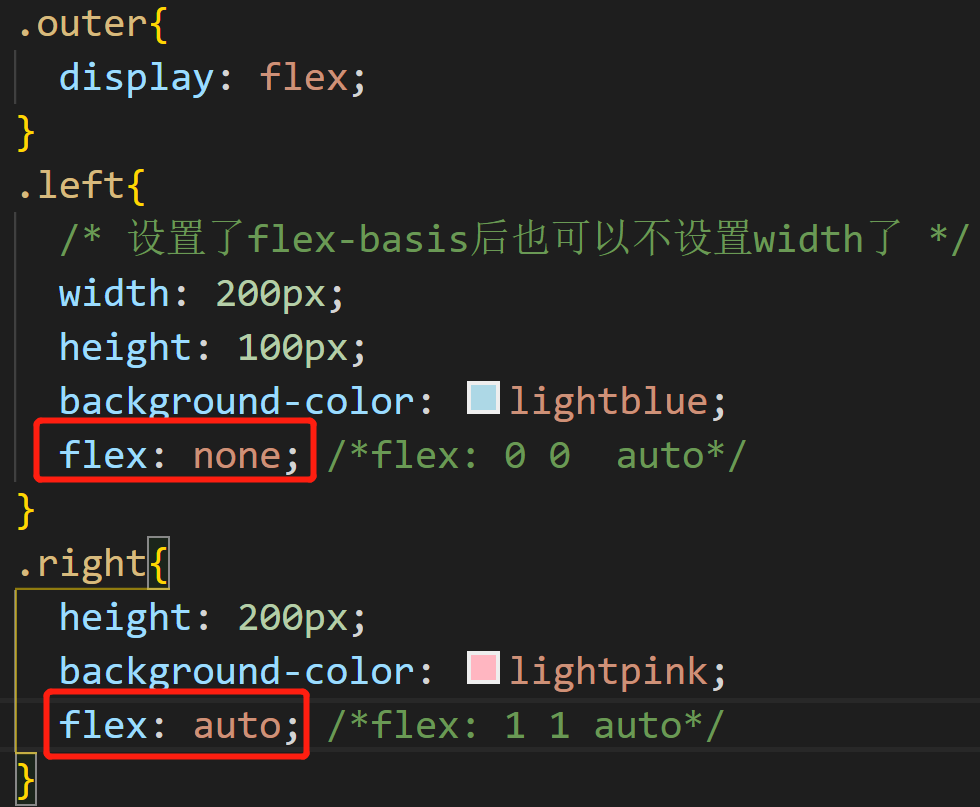 .outer{
  display: flex;
}
.left{
  /* 设置了flex-basis后也可以不设置width了 */
  width: 200px;
  height: 100px;
  background-color: lightblue;
  flex: none; /*flex: 0 0  auto*/
}
.right{
  height: 200px;
  background-color: lightpink;
  flex: auto; /*flex: 1 1 auto*/
}